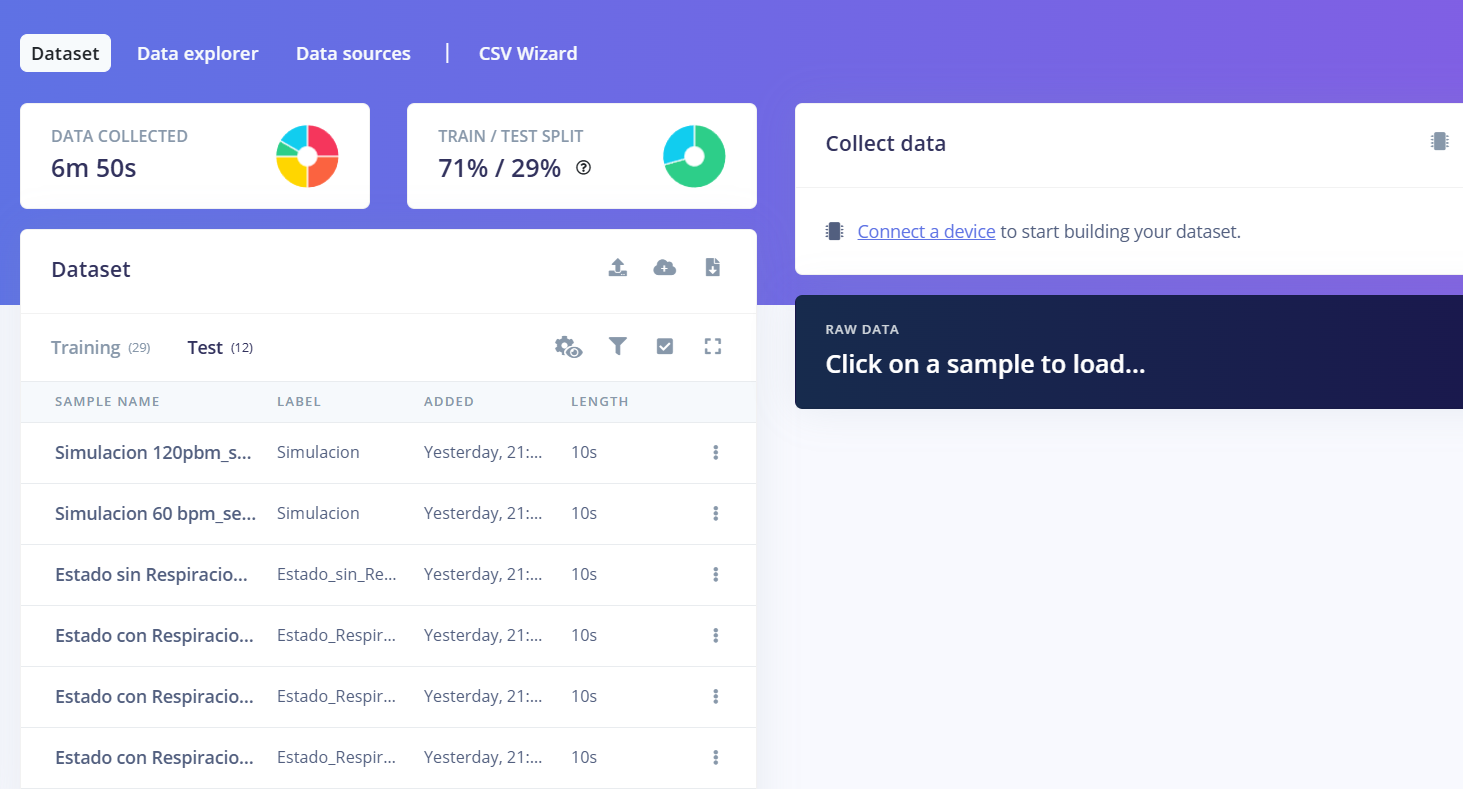 Dataset Data explorer Data sources | CSV Wizard
DATA COLLECTED
6m 50s
TRAIN / TEST SPLIT
71% / 29%
Collect data
Connect a device to start building your dataset.
RAW DATA
Click on a sample to load...
Dataset
Training (29) Test (12)
SAMPLE NAME LABEL ADDED LENGTH
Simulacion 120pbm_s... Simulacion Yesterday, 21:... 10s
Simulacion 60 bpm_se... Simulacion Yesterday, 21:... 10s
Estado sin Respiracio... Estado_sin_Re... Yesterday, 21:... 10s
Estado con Respiracio... Estado_Respir... Yesterday, 21:... 10s
Estado con Respiracio... Estado_Respir... Yesterday, 21:... 10s
Estado con Respiracio... Estado_Respir... Yesterday, 21:... 10s